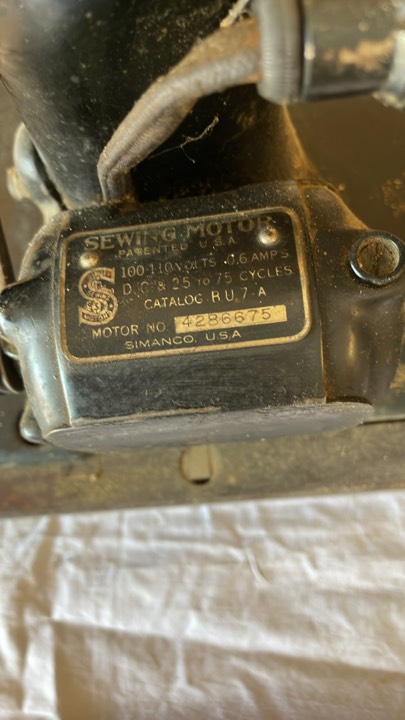 SEWING MOTOR
PATENTED U.S.A
100-110 VOLTS 0.6 AMPS
D.C. & 25 TO 75 CYCLES
CATALOG B.U. 7-A
MOTOR NO. 4286675
SIMANCO. U.S.A